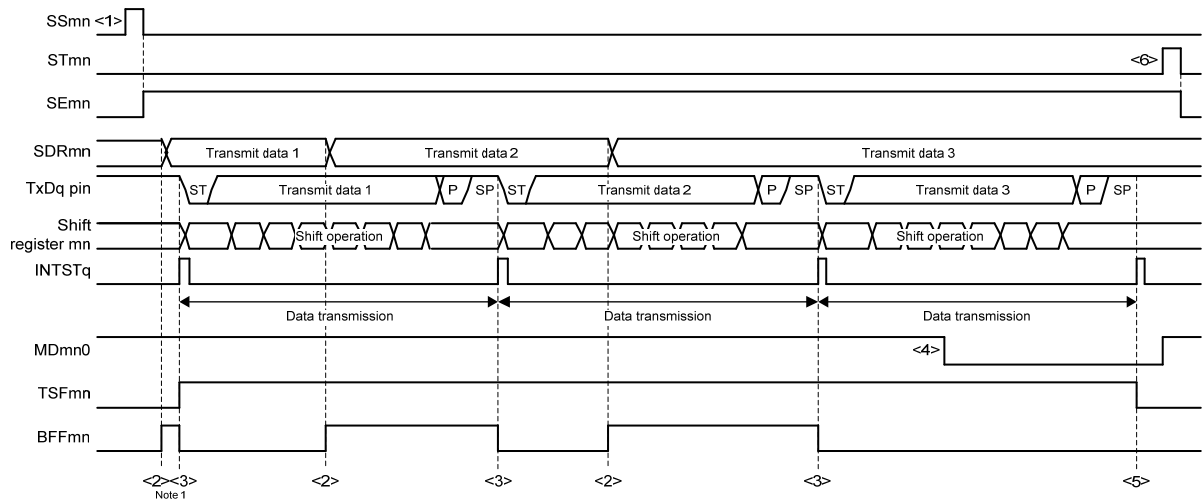 SSmn <1>
STmn <6>
SEmn
SDRmn Transmit data 1 Transmit data 2 Transmit data 3
TxDq pin ST Transmit data 1 P SP ST Transmit data 2 P SP ST Transmit data 3 P SP
Shift
register mn Shift operation Shift operation Shift operation
INTSTq
Data transmission Data transmission Data transmission
MDmn0 <4>
TSFmn
BFFmn
<2><3> <2> <3> <2> <3> <5>
Note 1